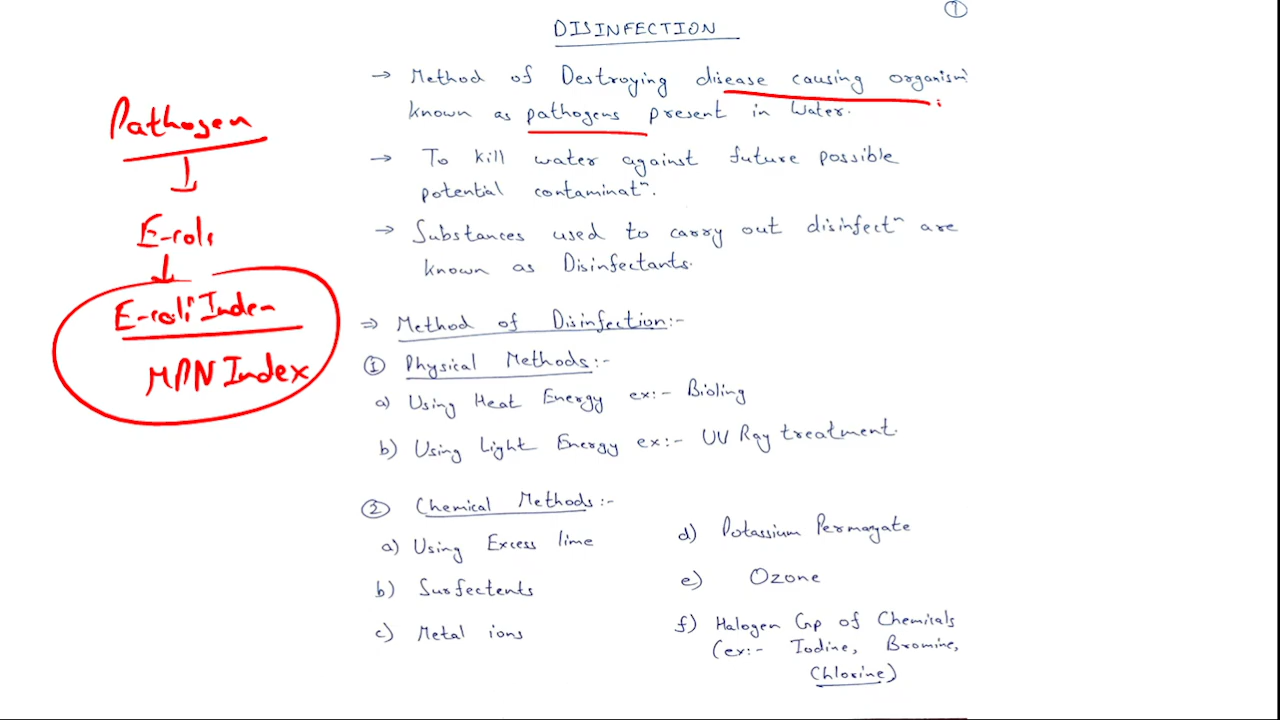 1
DISINFECTION
→ Method of Destroying disease causing organism
known as pathogens present in Water.
→ To kill water against future possible
potential contaminatⁿ.
→ Substances used to carry out disinfectⁿ are
known as Disinfectants.
Pathogen
E-coli
E-coli Index
MPN Index
⇒ Method of Disinfection:-
① Physical Methods:-
a) Using Heat Energy ex:- Bioling
b) Using Light Energy ex:- UV Ray treatment.
② Chemical Methods:-
a) Using Excess lime
b) Surfectents
c) Metal ions
d) Potassium Permagate
e) Ozone
f) Halogen Gp of Chemicals
(ex:- Iodine, Bromine,
Chlorine)